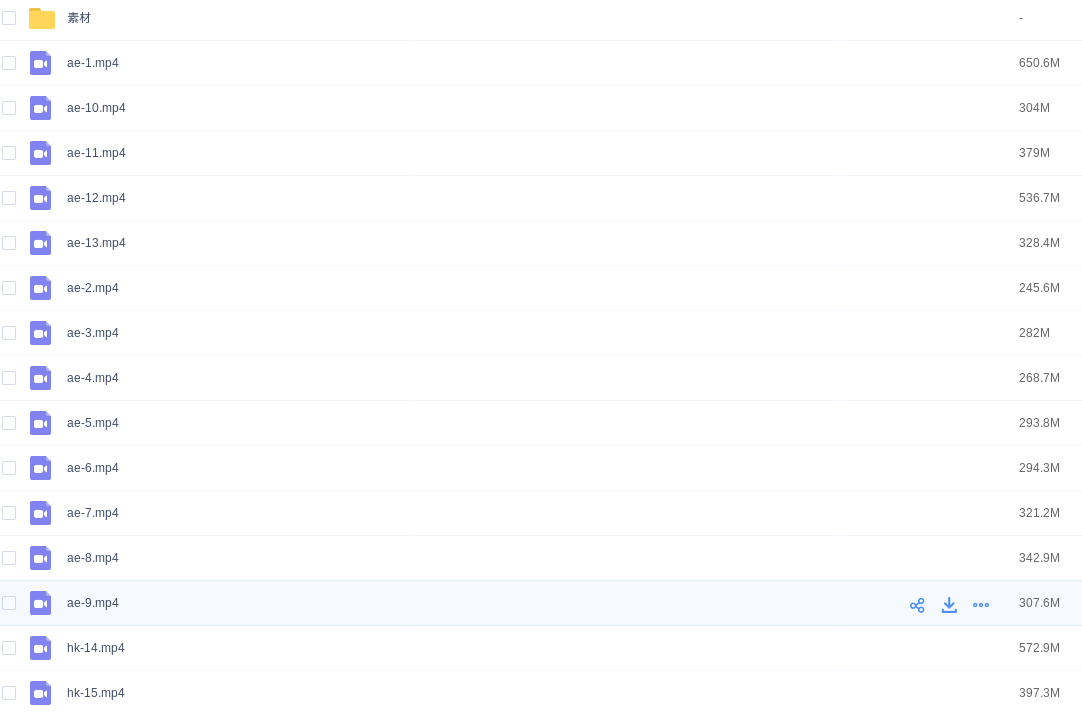 素材 -
ae-1.mp4 650.6M
ae-10.mp4 304M
ae-11.mp4 379M
ae-12.mp4 536.7M
ae-13.mp4 328.4M
ae-2.mp4 245.6M
ae-3.mp4 282M
ae-4.mp4 268.7M
ae-5.mp4 293.8M
ae-6.mp4 294.3M
ae-7.mp4 321.2M
ae-8.mp4 342.9M
ae-9.mp4 307.6M
hk-14.mp4 572.9M
hk-15.mp4 397.3M